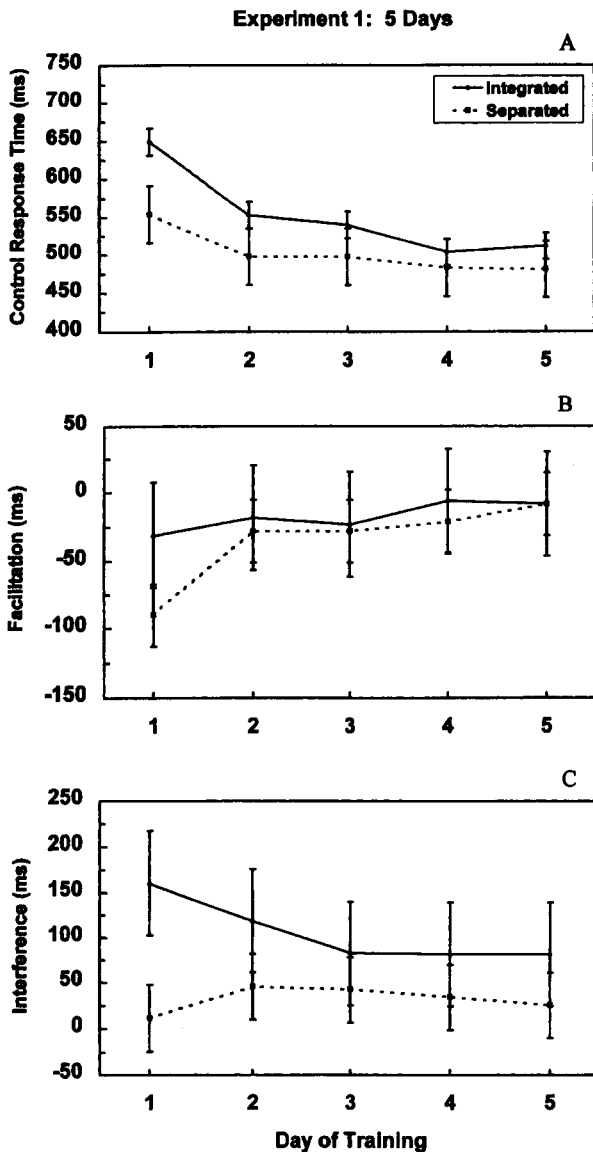 Experiment 1: 5 Days
A
Control Response Time (ms)
750
700
650
600
550
500
450
400
Integrated
Separated
1 2 3 4 5
B
Facilitation (ms)
50
0
-50
-100
-150
1 2 3 4 5
C
Interference (ms)
250
200
150
100
50
0
-50
1 2 3 4 5
Day of Training